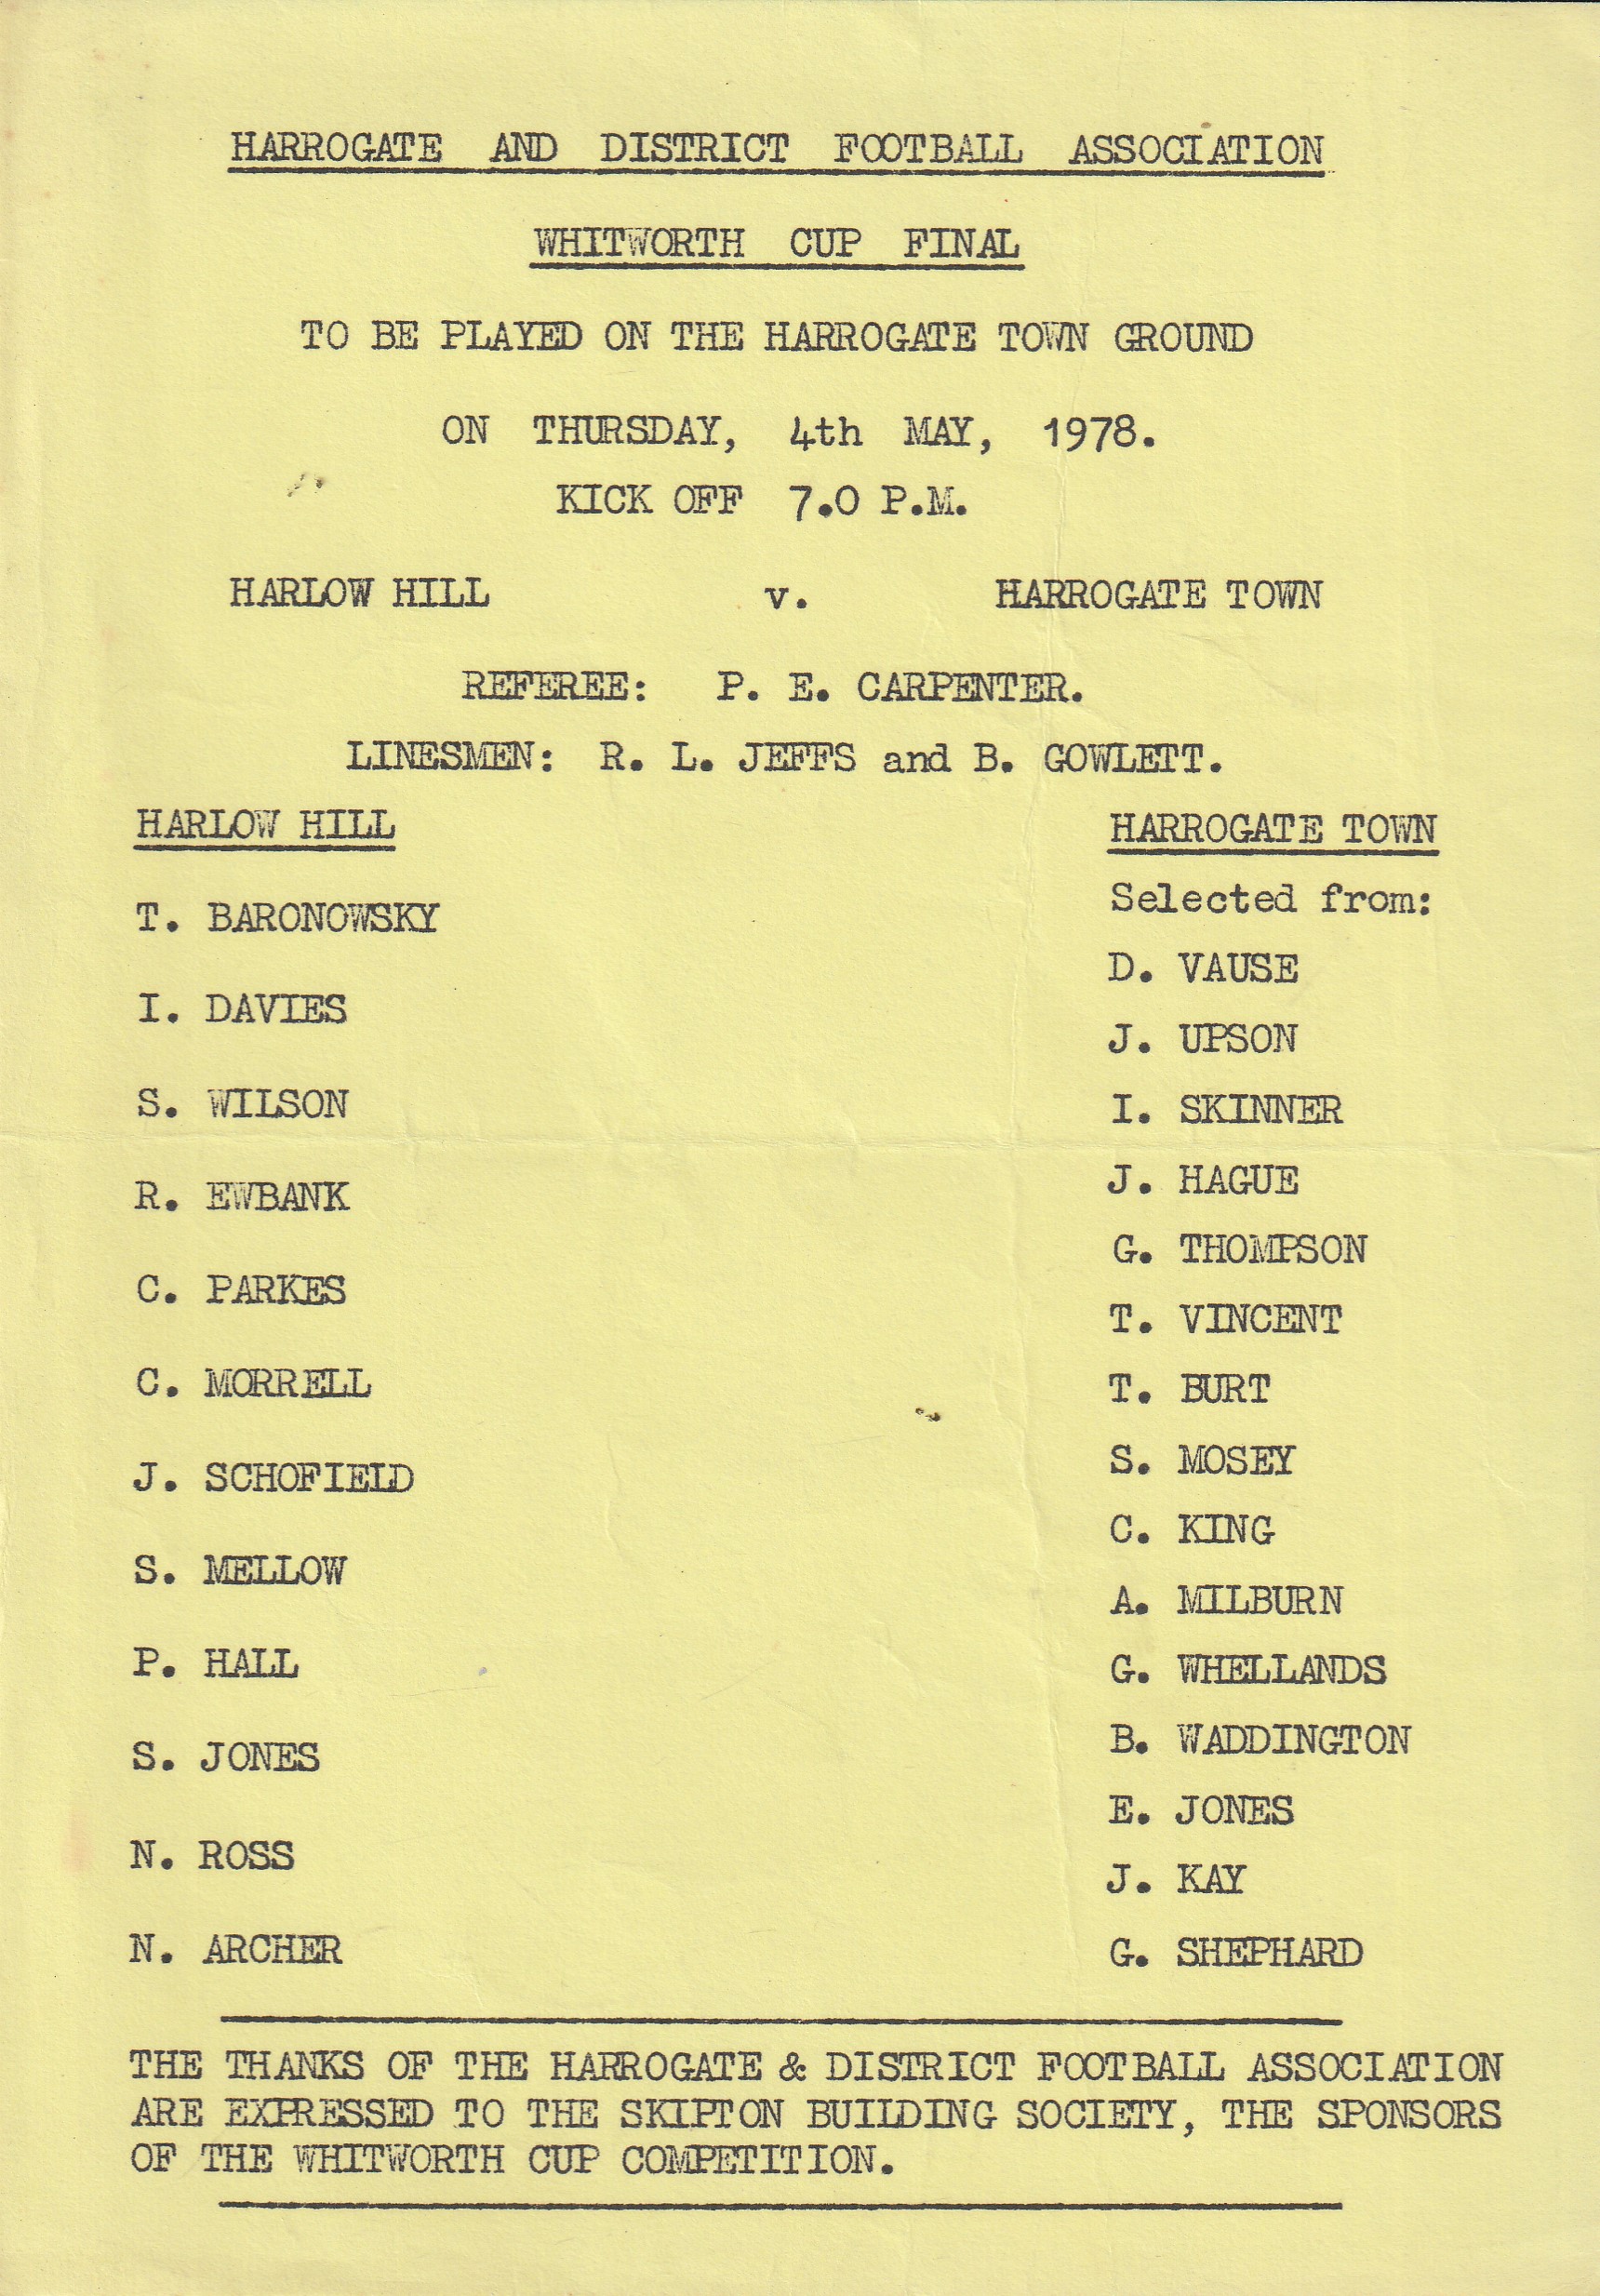 HARROGATE AND DISTRICT FOOTBALL ASSOCIATION
WHITWORTH CUP FINAL
TO BE PLAYED ON THE HARROGATE TOWN GROUND
ON THURSDAY, 4th MAY, 1978.
KICK OFF 7.0 P.M.
HARLOW HILL v. HARROGATE TOWN
REFEREE: P. E. CARPENTER.
LINESMEN: R. L. JEFFS and B. GOWLETT.
HARLOW HILL
T. BARONOWSKY
I. DAVIES
S. WILSON
R. EWBANK
C. PARKES
C. MORRELL
J. SCHOFIELD
S. MELLOW
P. HALL
S. JONES
N. ROSS
N. ARCHER
HARROGATE TOWN
Selected from:
D. VAUSE
J. UPSON
I. SKINNER
J. HAGUE
G. THOMPSON
T. VINCENT
T. BURT
S. MOSEY
C. KING
A. MILBURN
G. WHELLANDS
B. WADDINGTON
E. JONES
J. KAY
G. SHEPHARD
THE THANKS OF THE HARROGATE & DISTRICT FOOTBALL ASSOCIATION
ARE EXPRESSED TO THE SKIPTON BUILDING SOCIETY, THE SPONSORS
OF THE WHITWORTH CUP COMPETITION.